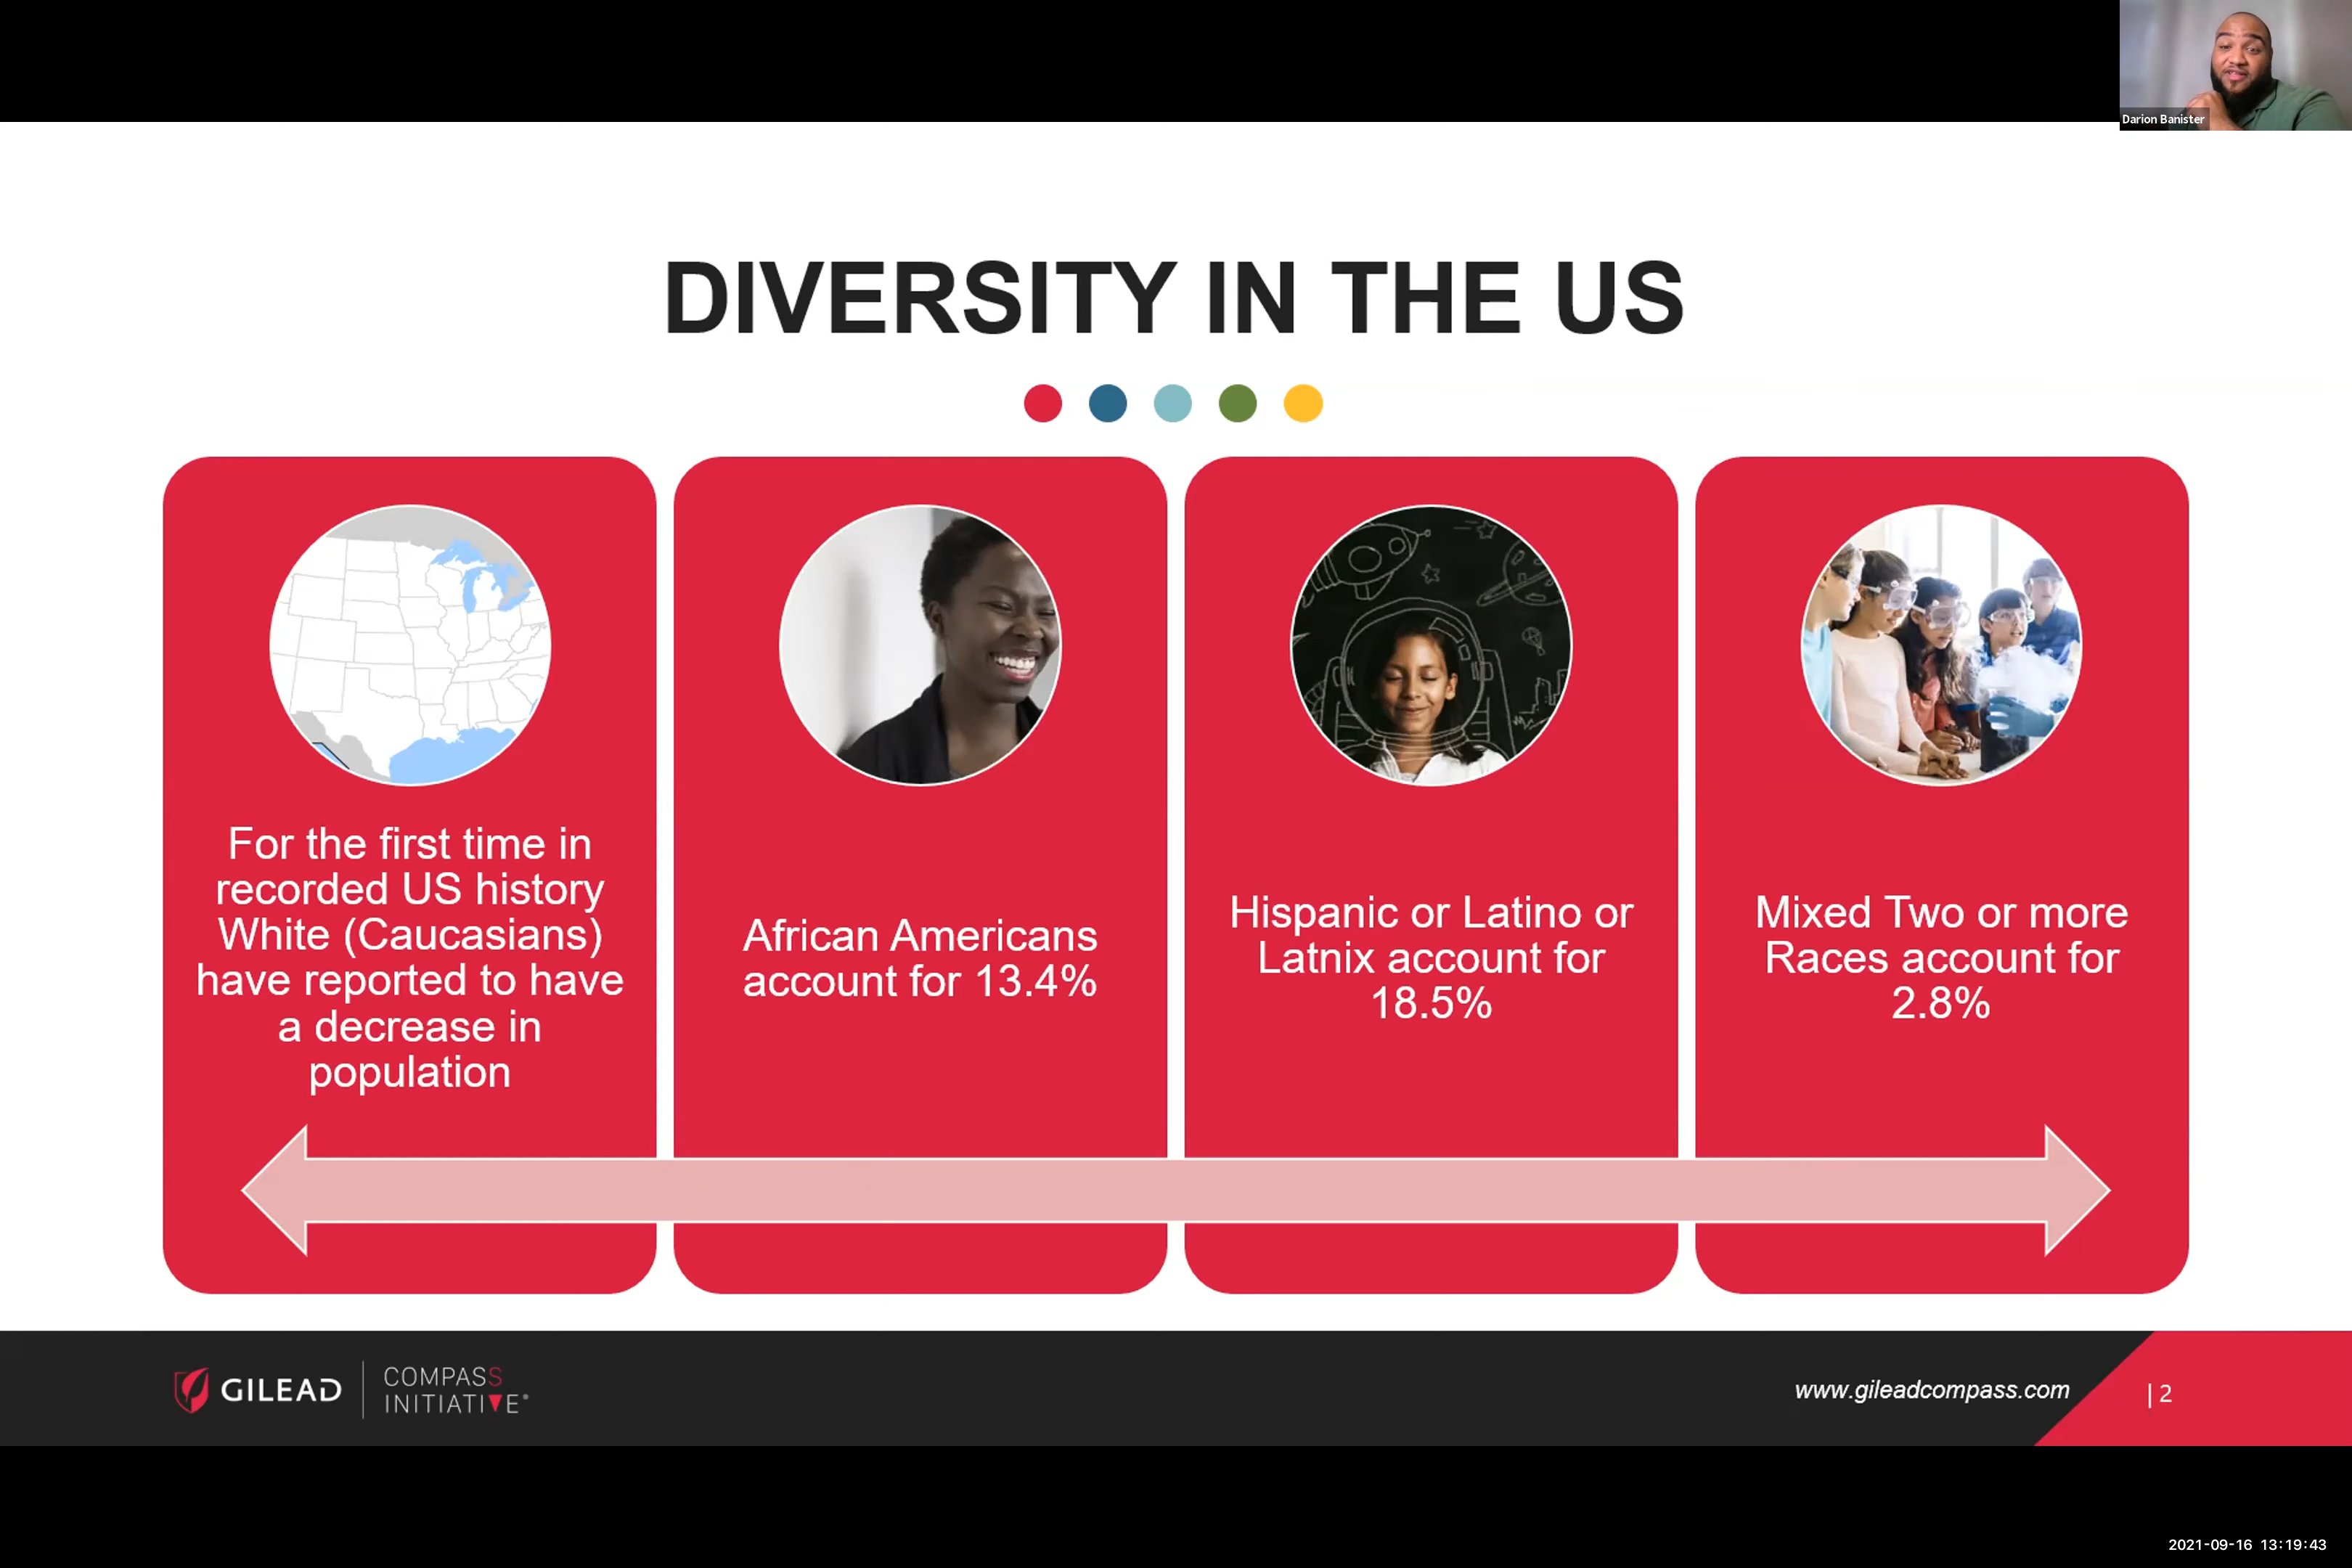 Darion Banister
DIVERSITY IN THE US
For the first time in
recorded US history
White (Caucasians)
have reported to have
a decrease in
population
African Americans
account for 13.4%
Hispanic or Latino or
Latnix account for
18.5%
Mixed Two or more
Races account for
2.8%
GILEAD
COMPASS
INITIATIVE®
www.gileadcompass.com
| 2
2021-09-16 13:19:43